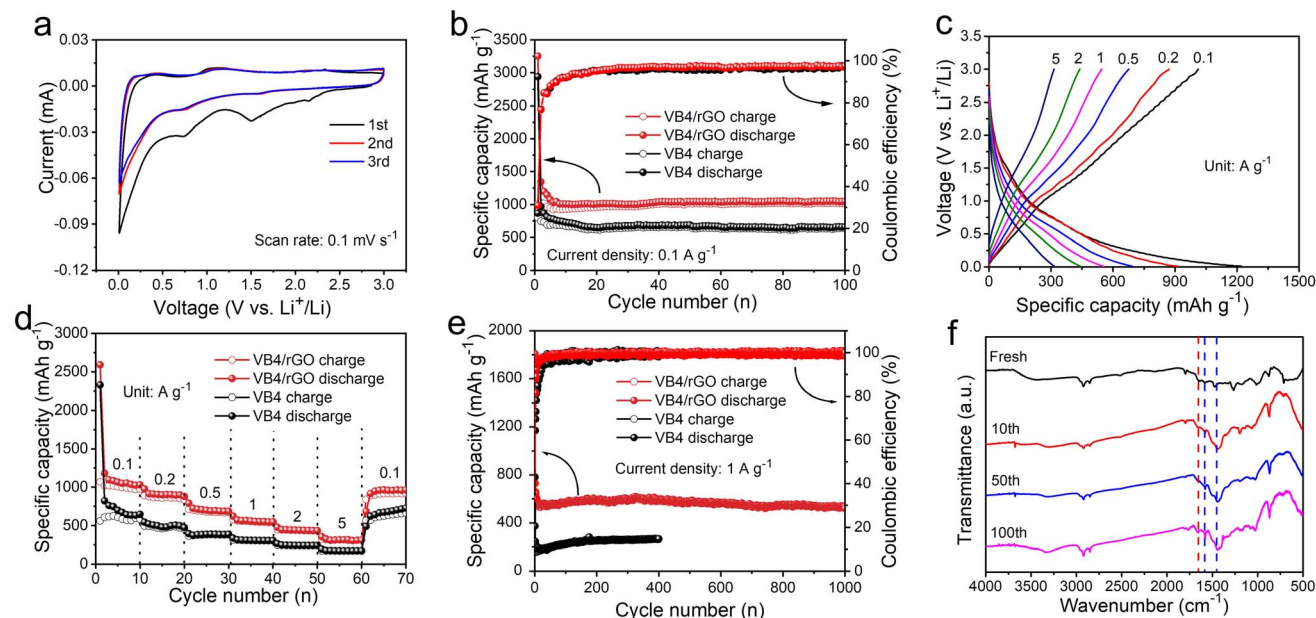 a
0.03
0.00
-0.03
-0.06
-0.09
-0.12
Current (mA)
1st
2nd
3rd
Scan rate: 0.1 mV s⁻¹
0.0 0.5 1.0 1.5 2.0 2.5 3.0
Voltage (V vs. Li⁺/Li)
b
3500
3000
2500
2000
1500
1000
500
0
Specific capacity (mAh g⁻¹)
VB4/rGO charge
VB4/rGO discharge
VB4 charge
VB4 discharge
Current density: 0.1 A g⁻¹
100
80
60
40
20
0
Coulombic efficiency (%)
0 20 40 60 80 100
Cycle number (n)
c
3.5
3.0
2.5
2.0
1.5
1.0
0.5
0.0
Voltage (V vs. Li⁺/Li)
5 2 1 0.5 0.2 0.1
Unit: A g⁻¹
0 300 600 900 1200 1500
Specific capacity (mAh g⁻¹)
d
3000
2500
2000
1500
1000
500
0
Specific capacity (mAh g⁻¹)
Unit: A g⁻¹
VB4/rGO charge
VB4/rGO discharge
VB4 charge
VB4 discharge
0.1 0.2 0.5 1 2 5 0.1
0 10 20 30 40 50 60 70
Cycle number (n)
e
2000
1600
1200
800
400
0
Specific capacity (mAh g⁻¹)
VB4/rGO charge
VB4/rGO discharge
VB4 charge
VB4 discharge
Current density: 1 A g⁻¹
100
80
60
40
20
0
Coulombic efficiency (%)
0 200 400 600 800 1000
Cycle number (n)
f
Transmittance (a.u.)
Fresh
10th
50th
100th
4000 3500 3000 2500 2000 1500 1000 500
Wavenumber (cm⁻¹)